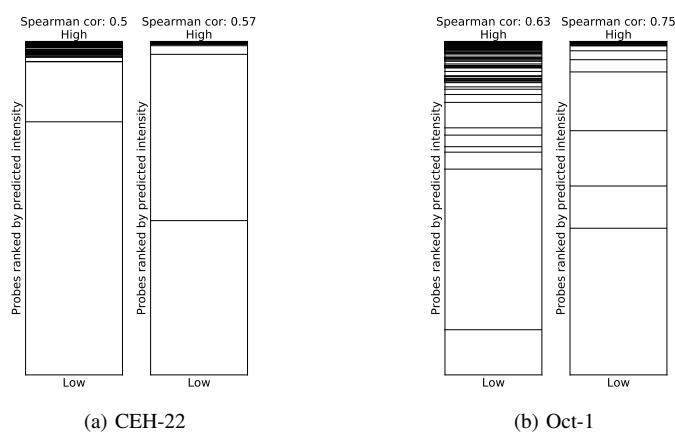 Spearman cor: 0.5
High
Probes ranked by predicted intensity
Low
Spearman cor: 0.57
High
Probes ranked by predicted intensity
Low
(a) CEH-22
Spearman cor: 0.63
High
Probes ranked by predicted intensity
Low
Spearman cor: 0.75
High
Probes ranked by predicted intensity
Low
(b) Oct-1